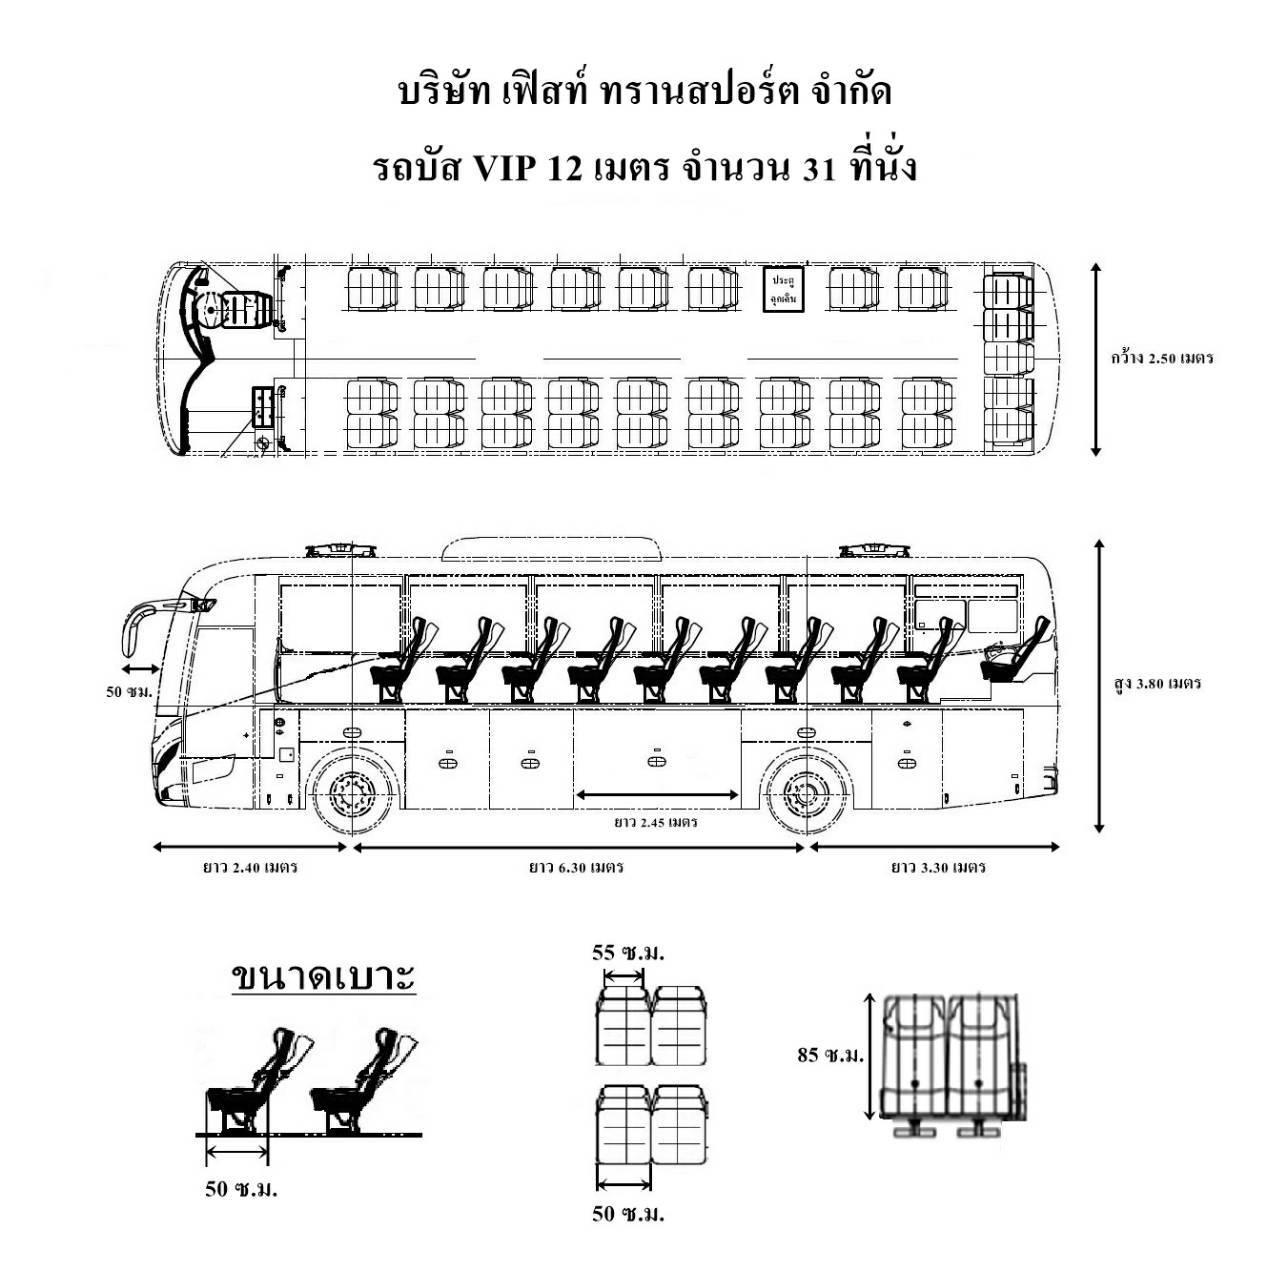 บริษัท เฟิสท์ ทรานสปอร์ต จำกัด
รถบัส VIP 12 เมตร จำนวน 31 ที่นั่ง
ประตู
ฉุกเฉิน
กว้าง 2.50 เมตร
50 ซม.
สูง 3.80 เมตร
ยาว 2.45 เมตร
ยาว 2.40 เมตร
ยาว 6.30 เมตร
ยาว 3.30 เมตร
ขนาดเบาะ
55 ซ.ม.
85 ซ.ม.
50 ซ.ม.
50 ซ.ม.